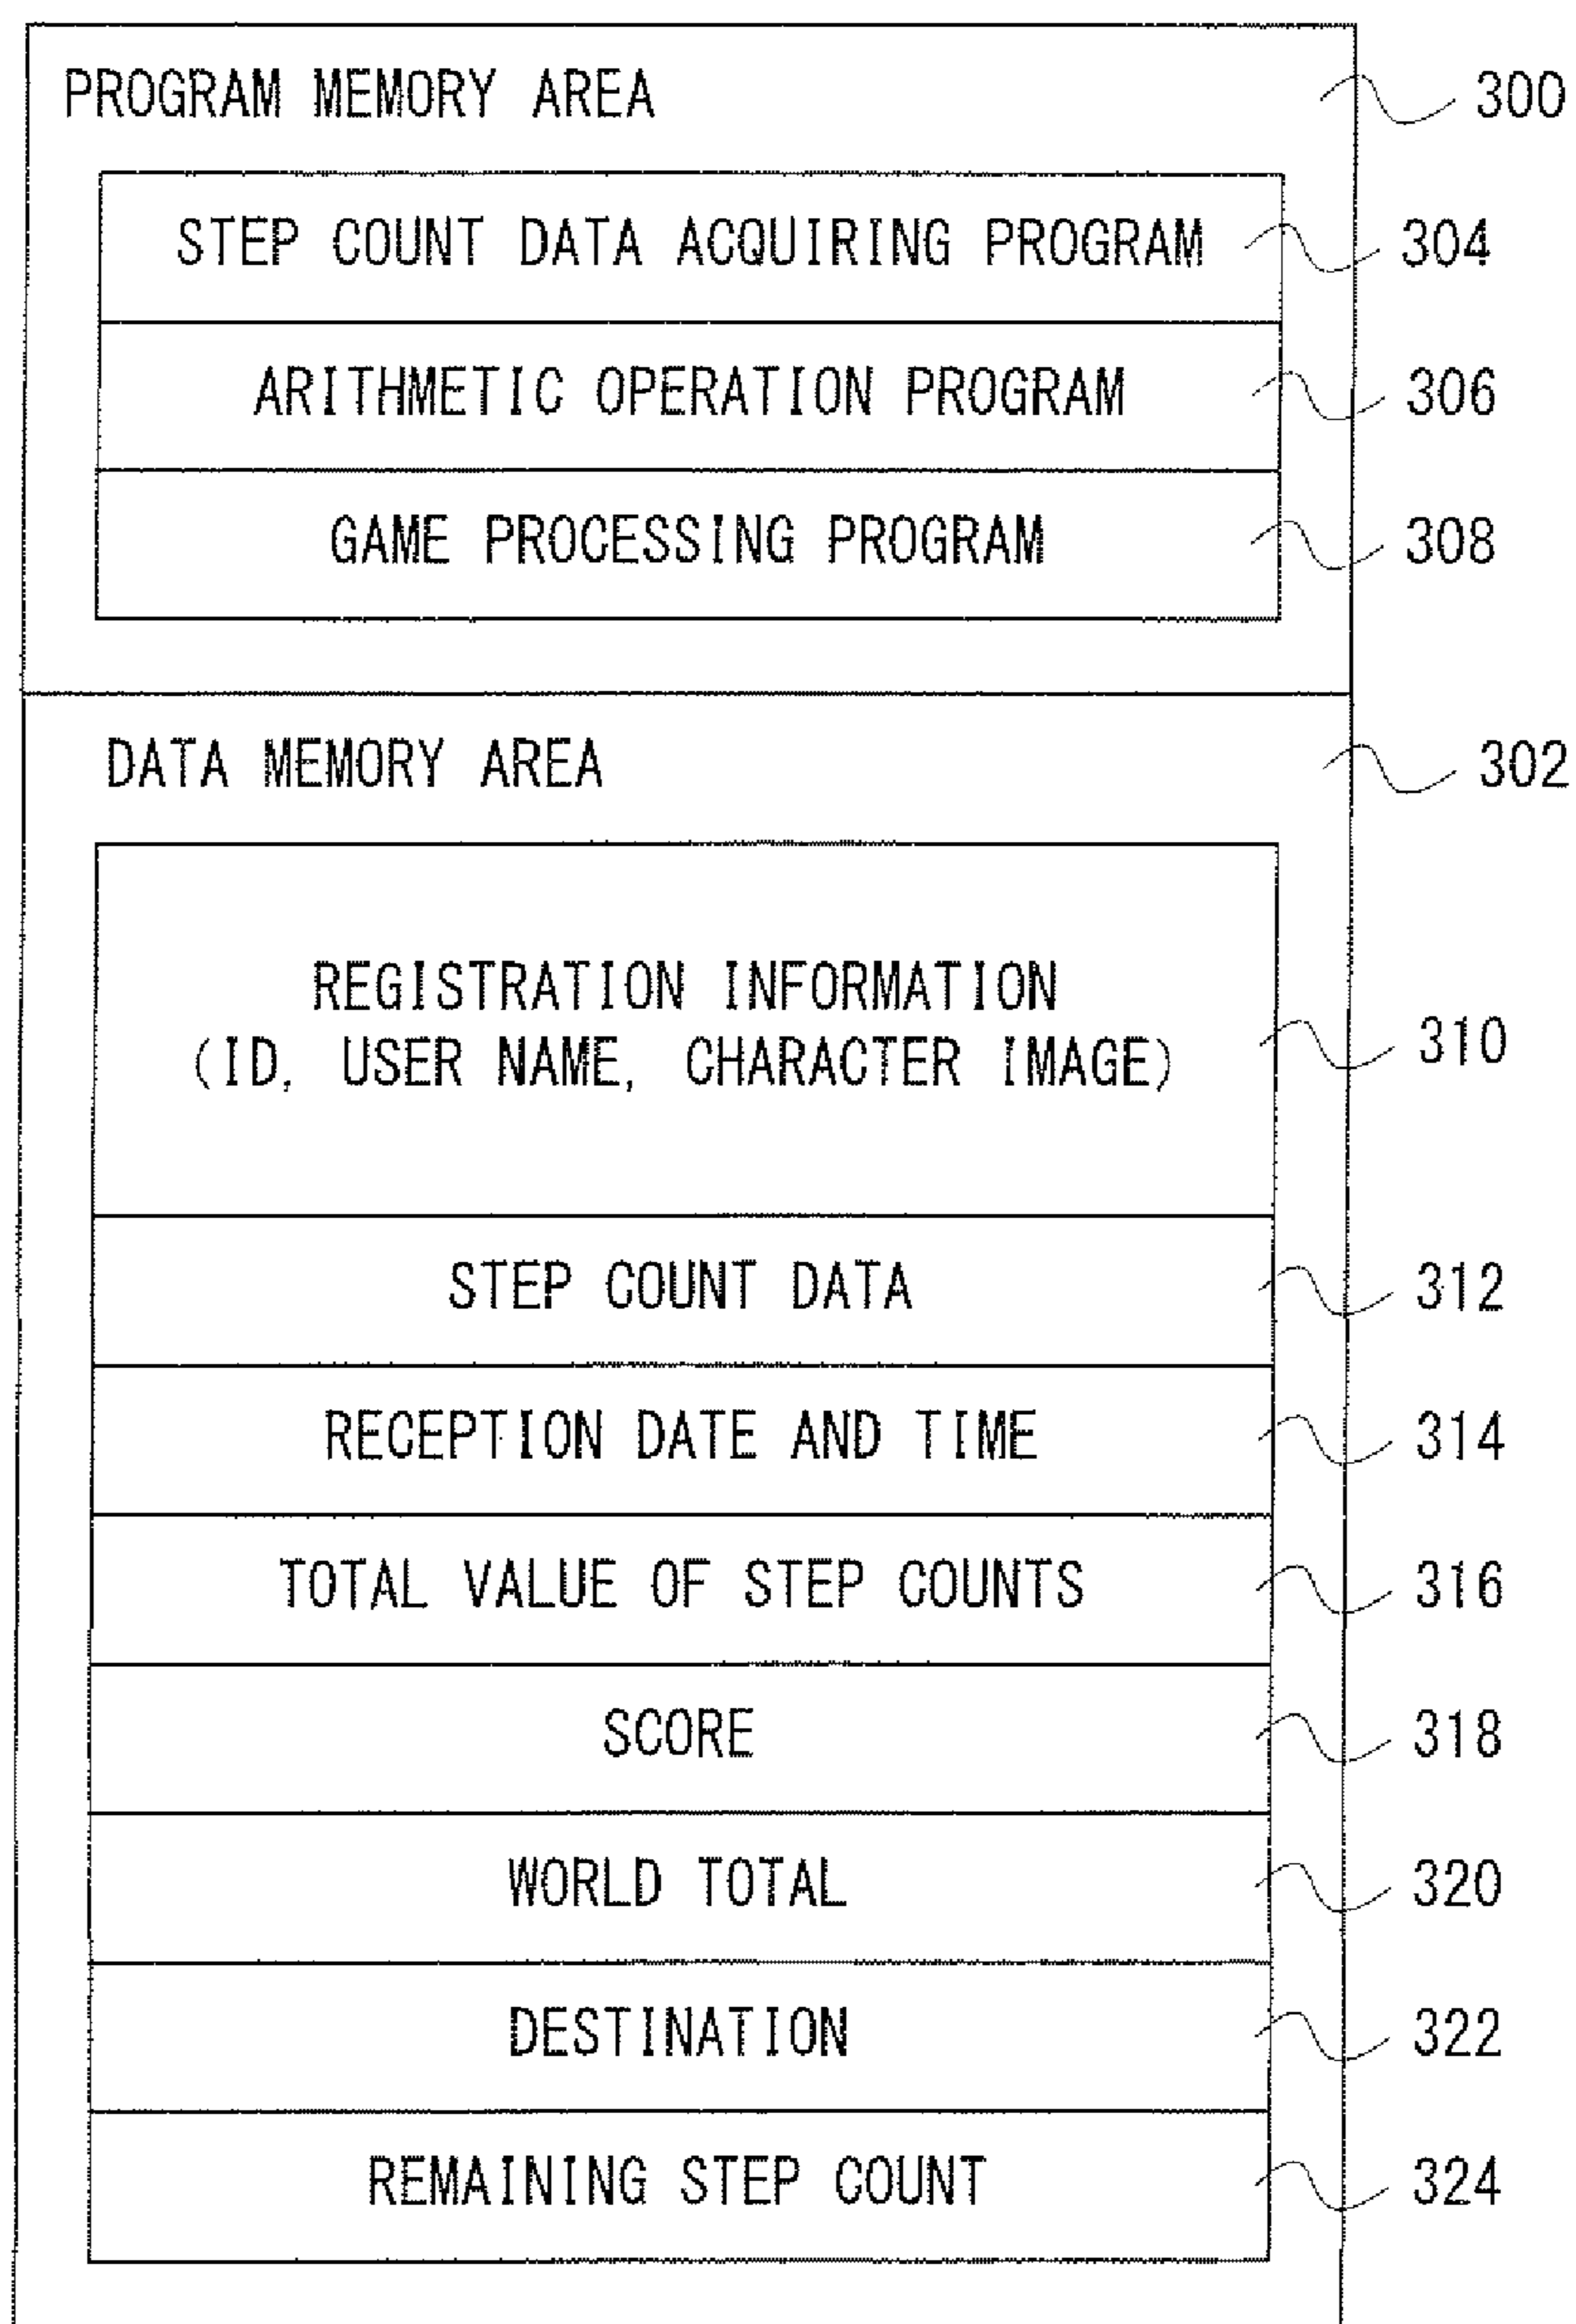 PROGRAM MEMORY AREA 300
STEP COUNT DATA ACQUIRING PROGRAM 304
ARITHMETIC OPERATION PROGRAM 306
GAME PROCESSING PROGRAM 308
DATA MEMORY AREA 302
REGISTRATION INFORMATION
(ID, USER NAME, CHARACTER IMAGE) 310
STEP COUNT DATA 312
RECEPTION DATE AND TIME 314
TOTAL VALUE OF STEP COUNTS 316
SCORE 318
WORLD TOTAL 320
DESTINATION 322
REMAINING STEP COUNT 324